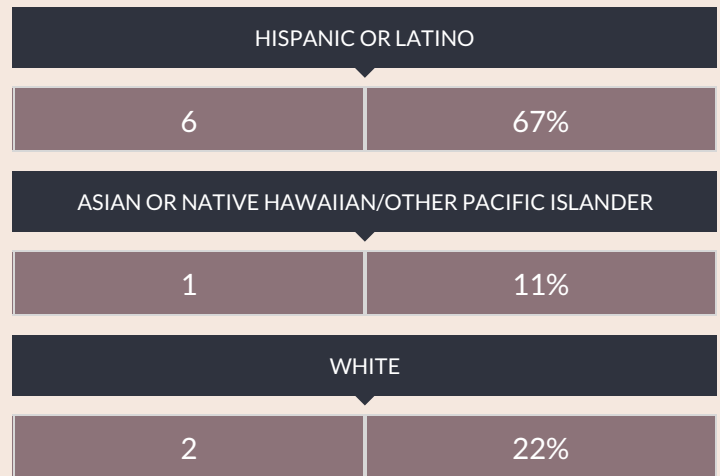 HISPANIC OR LATINO
6 67%
ASIAN OR NATIVE HAWAIIAN/OTHER PACIFIC ISLANDER
1 11%
WHITE
2 22%